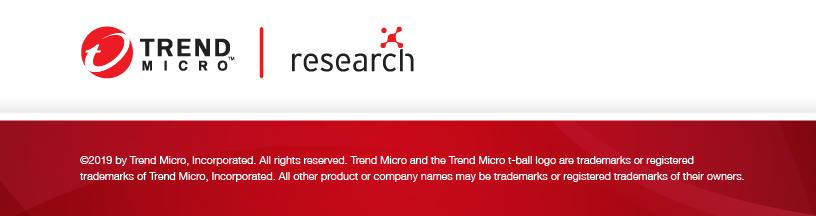 TREND
MICRO™
research
©2019 by Trend Micro, Incorporated. All rights reserved. Trend Micro and the Trend Micro t-ball logo are trademarks or registered
trademarks of Trend Micro, Incorporated. All other product or company names may be trademarks or registered trademarks of their owners.